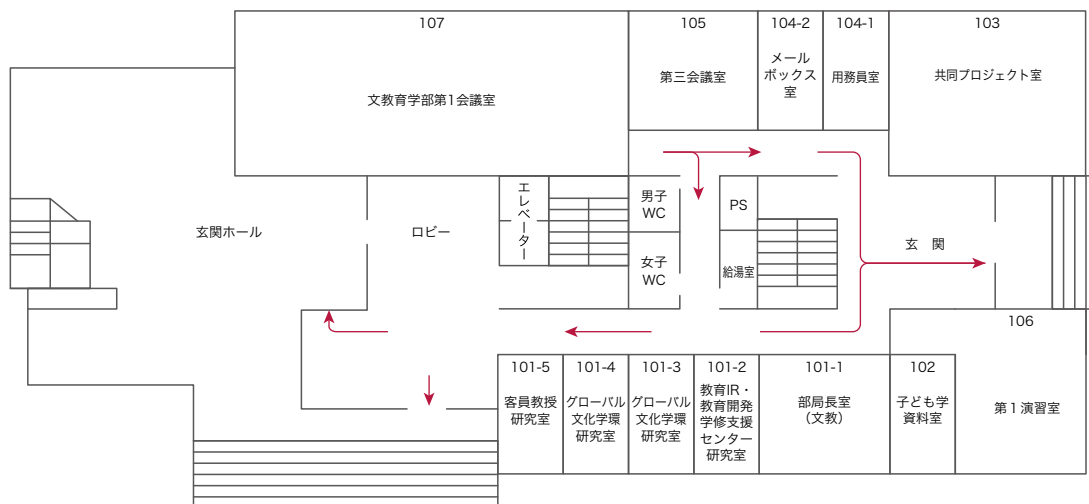 107
文教育学部第1会議室
105
第三会議室
104-2
メール
ボックス
室
104-1
用務員室
103
共同プロジェクト室
玄関ホール
ロビー
エレベーター
男子
WC
女子
WC
PS
給湯室
玄　関
106
第１演習室
101-5
客員教授
研究室
101-4
グローバル
文化学環
研究室
101-3
グローバル
文化学環
研究室
101-2
教育IR・
教育開発
学修支援
センター
研究室
101-1
部局長室
（文教）
102
子ども学
資料室